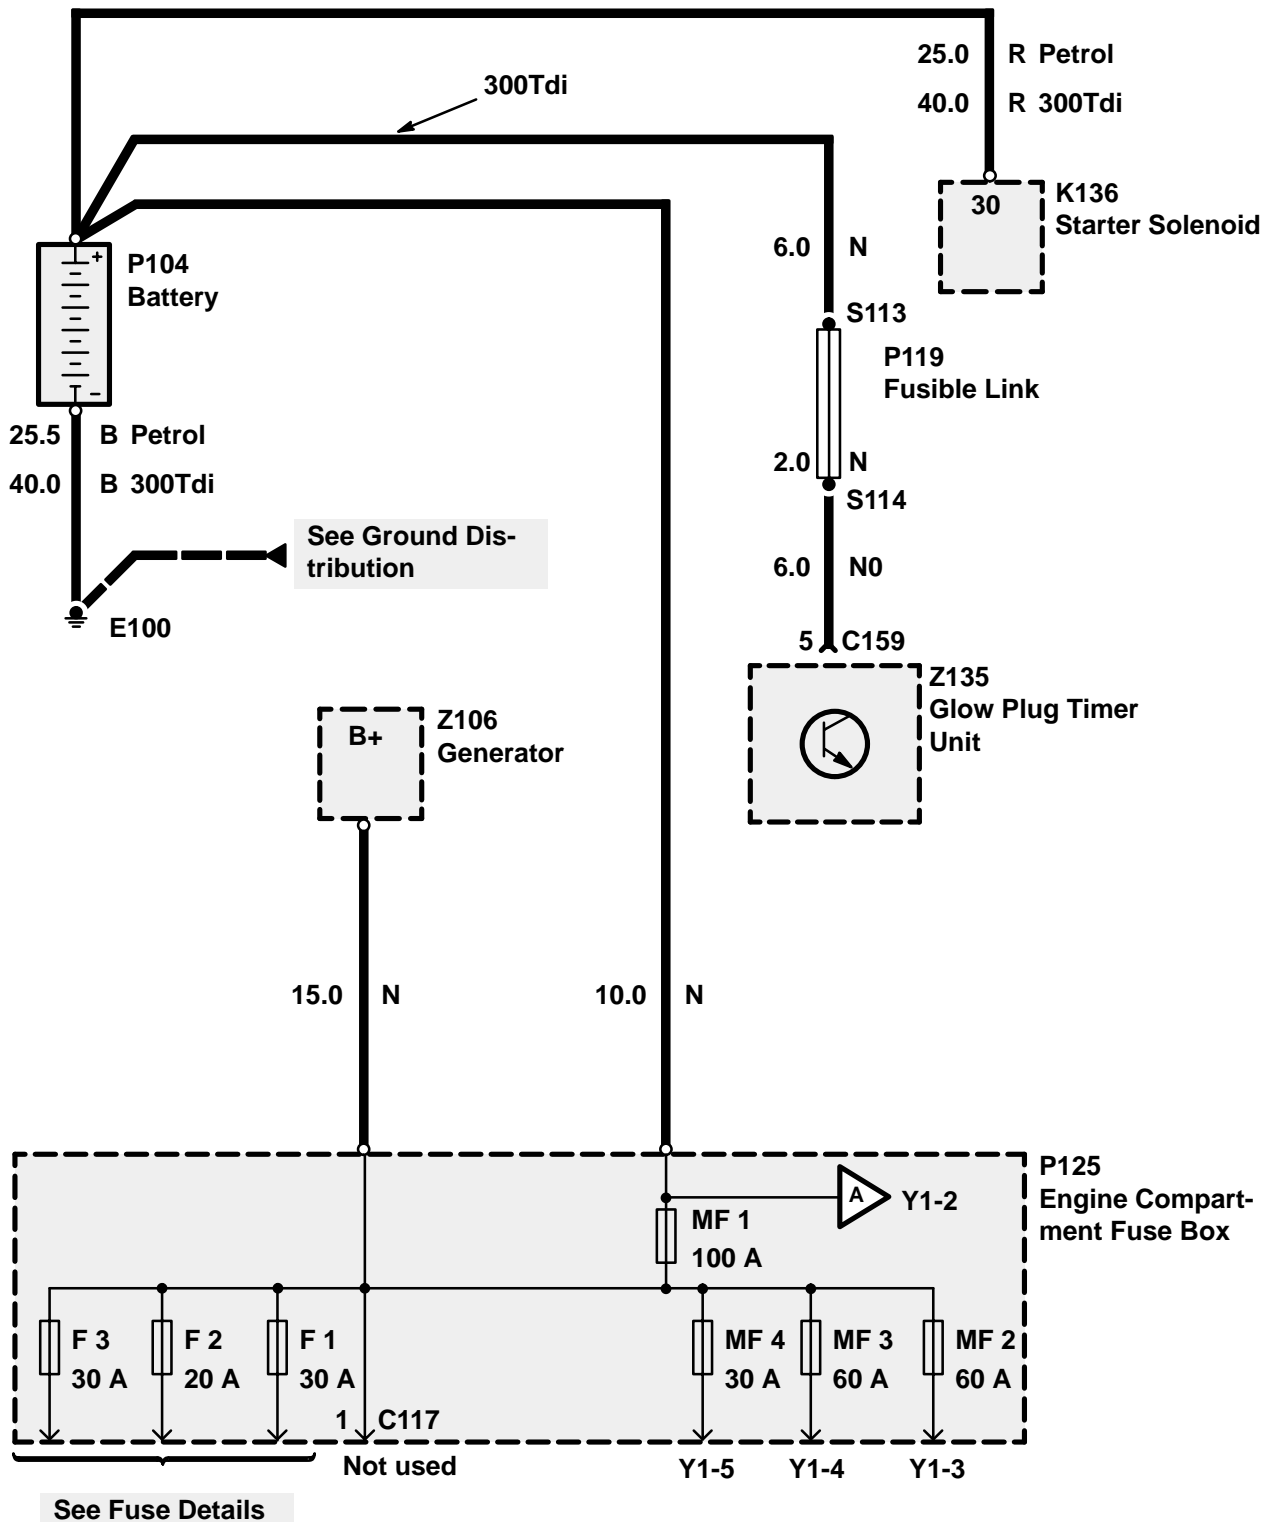 25.0 R Petrol
300Tdi
40.0 R 300Tdi
30
K136
Starter Solenoid
P104
Battery
+
−
6.0 N
S113
P119
Fusible Link
25.5 B Petrol
2.0 N
40.0 B 300Tdi
S114
See Ground Dis-
tribution
6.0 N0
E100
5 C159
Z135
Glow Plug Timer
Unit
Z106
Generator
B+
15.0 N
10.0 N
P125
Engine Compart-
ment Fuse Box
A
Y1-2
MF 1
100 A
F 3
30 A
F 2
20 A
F 1
30 A
MF 4
30 A
MF 3
60 A
MF 2
60 A
1 C117
Not used
Y1-5
Y1-4
Y1-3
See Fuse Details